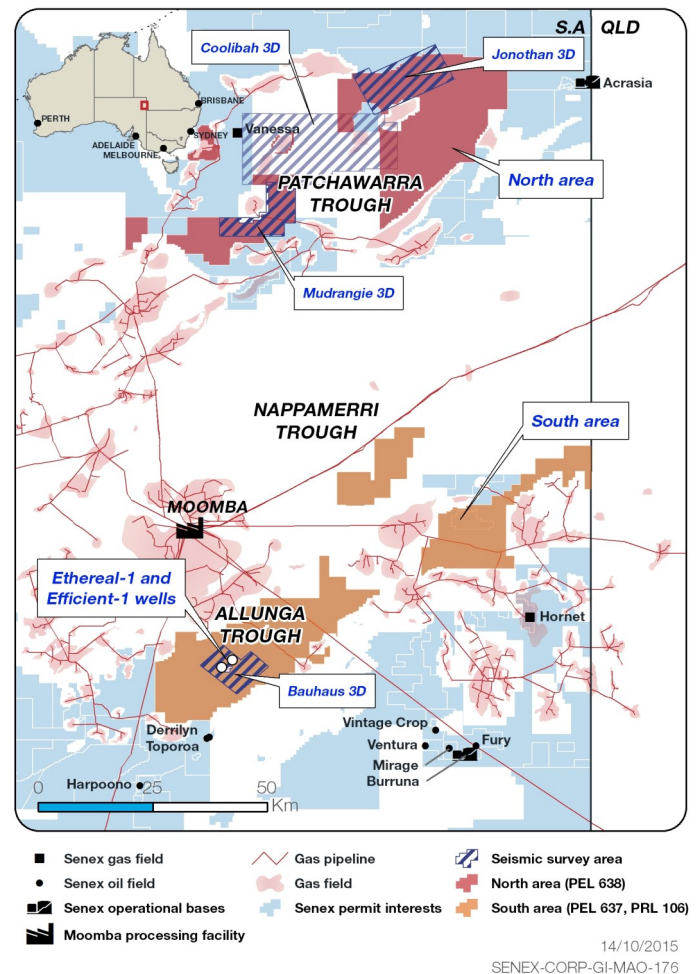 S.A QLD
Coolibah 3D
Jonothan 3D
Acrasia
BRISBANE
PERTH
SYDNEY
ADELAIDE
MELBOURNE
Vanessa
PATCHAWARRA
TROUGH
North area
Mudrangie 3D
NAPPAMERRI
TROUGH
South area
MOOMBA
Ethereal-1 and
Efficient-1 wells
ALLUNGA
TROUGH
Hornet
Bauhaus 3D
Derrilyn
Toporoa
Vintage Crop
Ventura
Fury
Mirage
Burruna
Harpoono
0 25 50
Km
Senex gas field
Gas pipeline
Seismic survey area
Senex oil field
Gas field
North area (PEL 638)
Senex operational bases
Senex permit interests
South area (PEL 637, PRL 106)
Moomba processing facility
14/10/2015
SENEX-CORP-GI-MAO-176